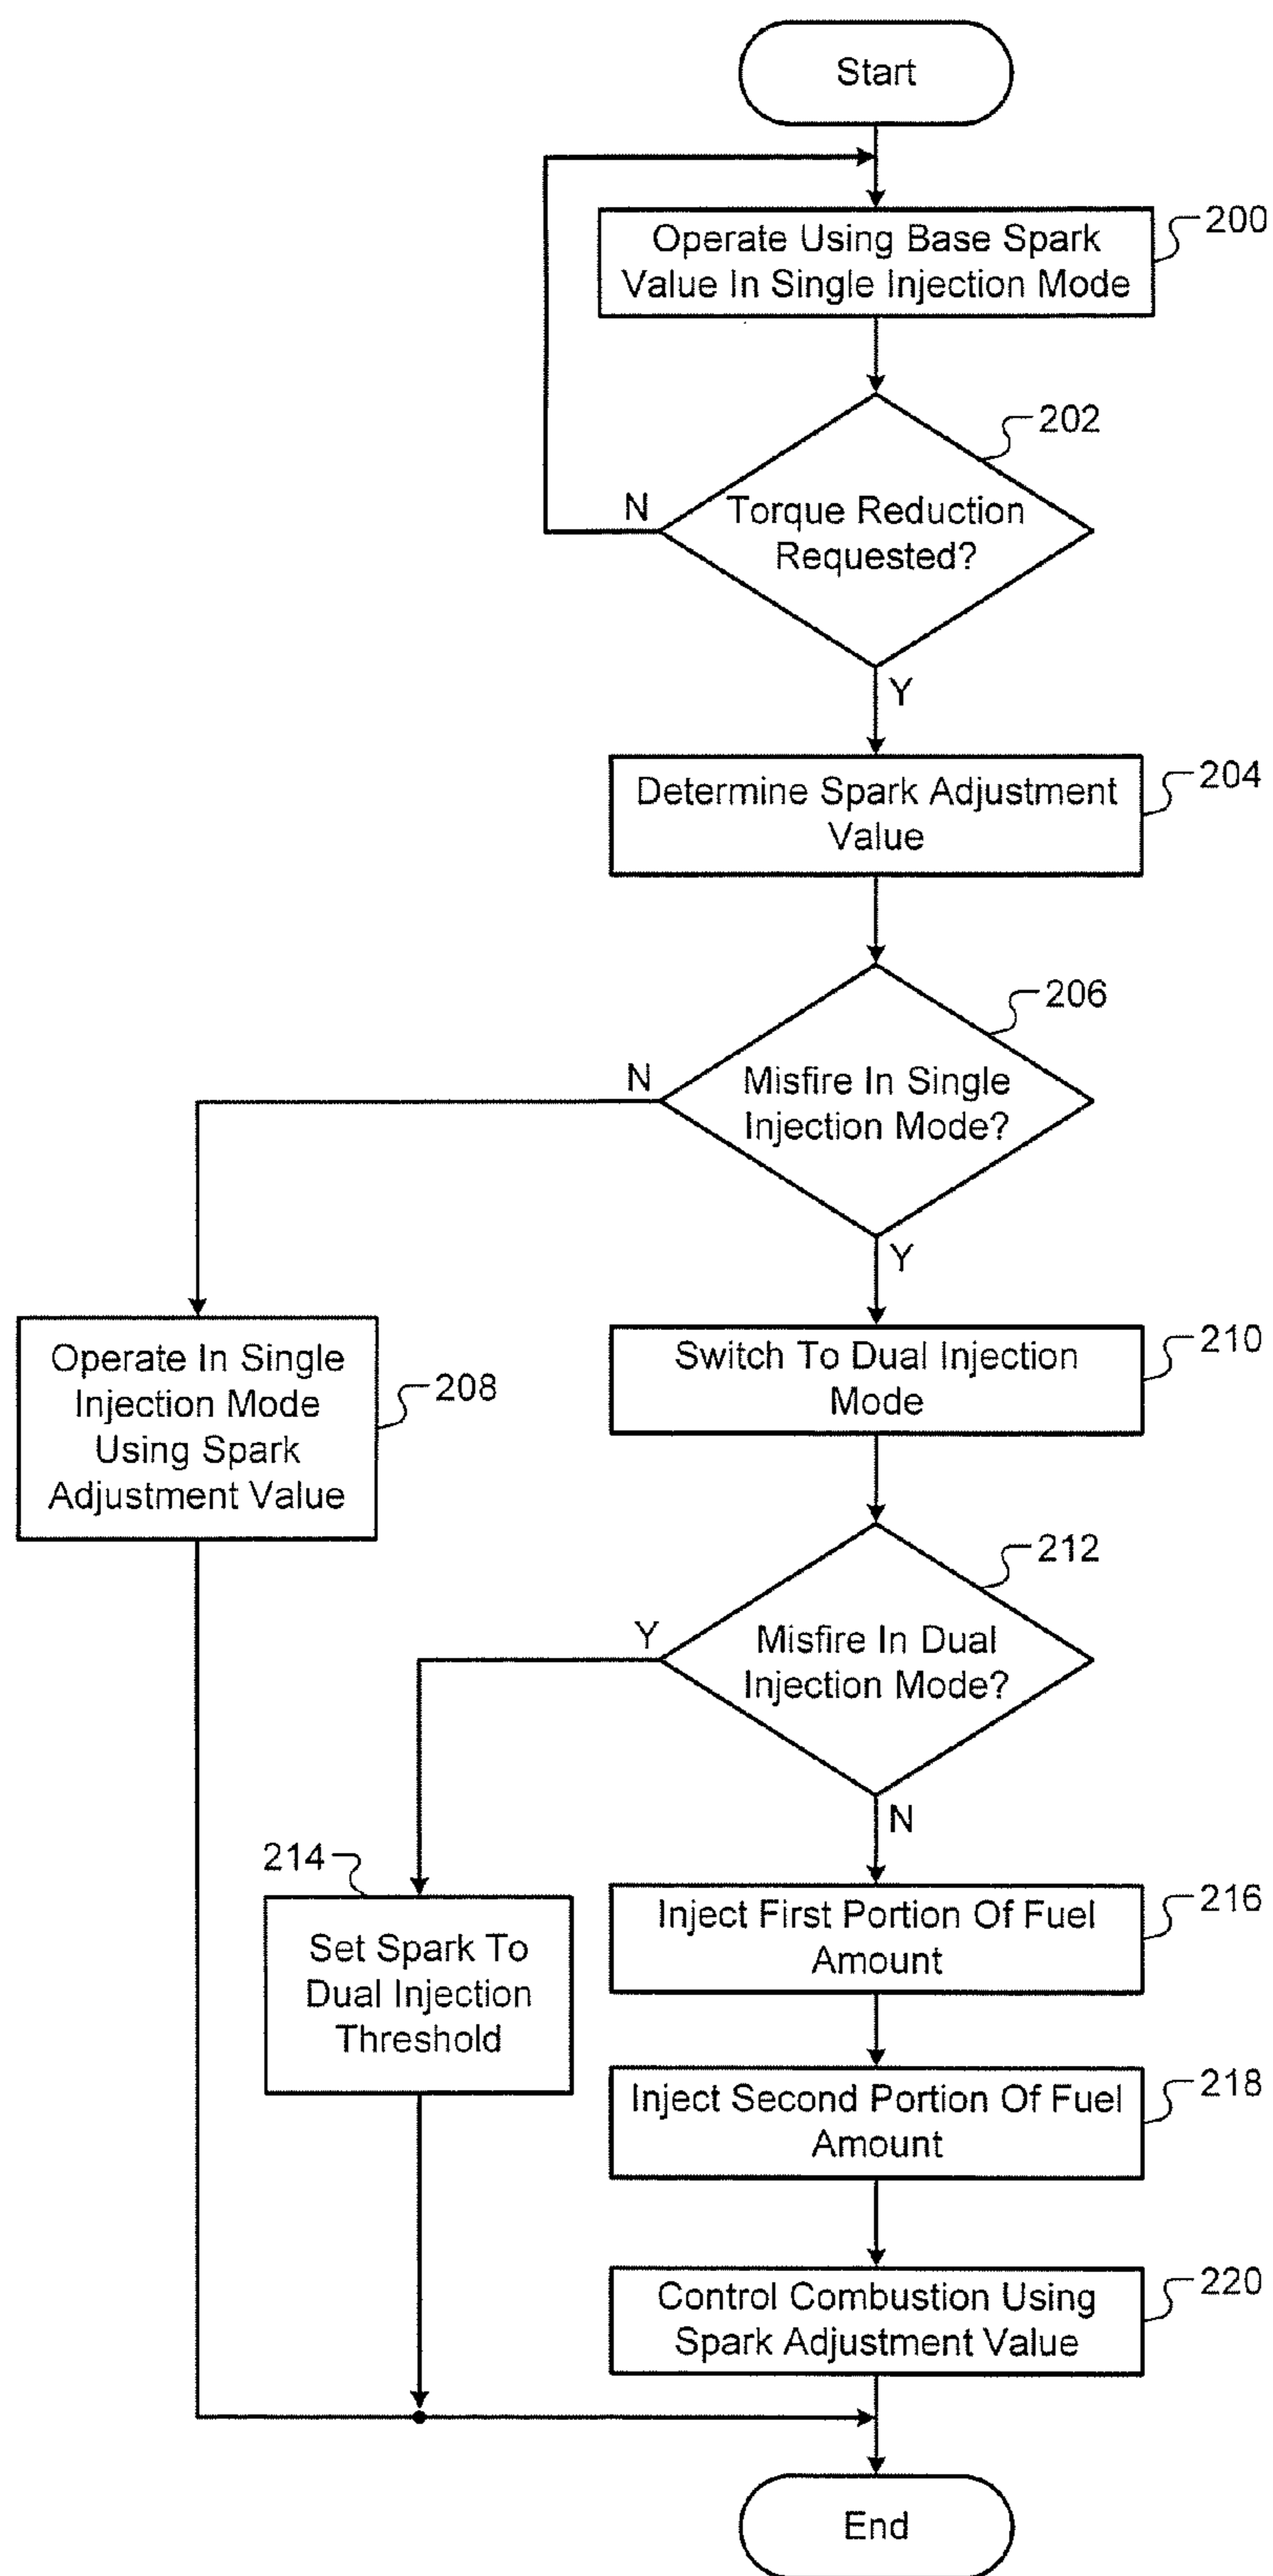 Start
Operate Using Base Spark
Value In Single Injection Mode
200
202
Torque Reduction
Requested?
N
Y
Determine Spark Adjustment
Value
204
206
Misfire In Single
Injection Mode?
N
Y
Operate In Single
Injection Mode
Using Spark
Adjustment Value
208
Switch To Dual Injection
Mode
210
212
Misfire In Dual
Injection Mode?
Y
N
214
Set Spark To
Dual Injection
Threshold
Inject First Portion Of Fuel
Amount
216
Inject Second Portion Of Fuel
Amount
218
Control Combustion Using
Spark Adjustment Value
220
End